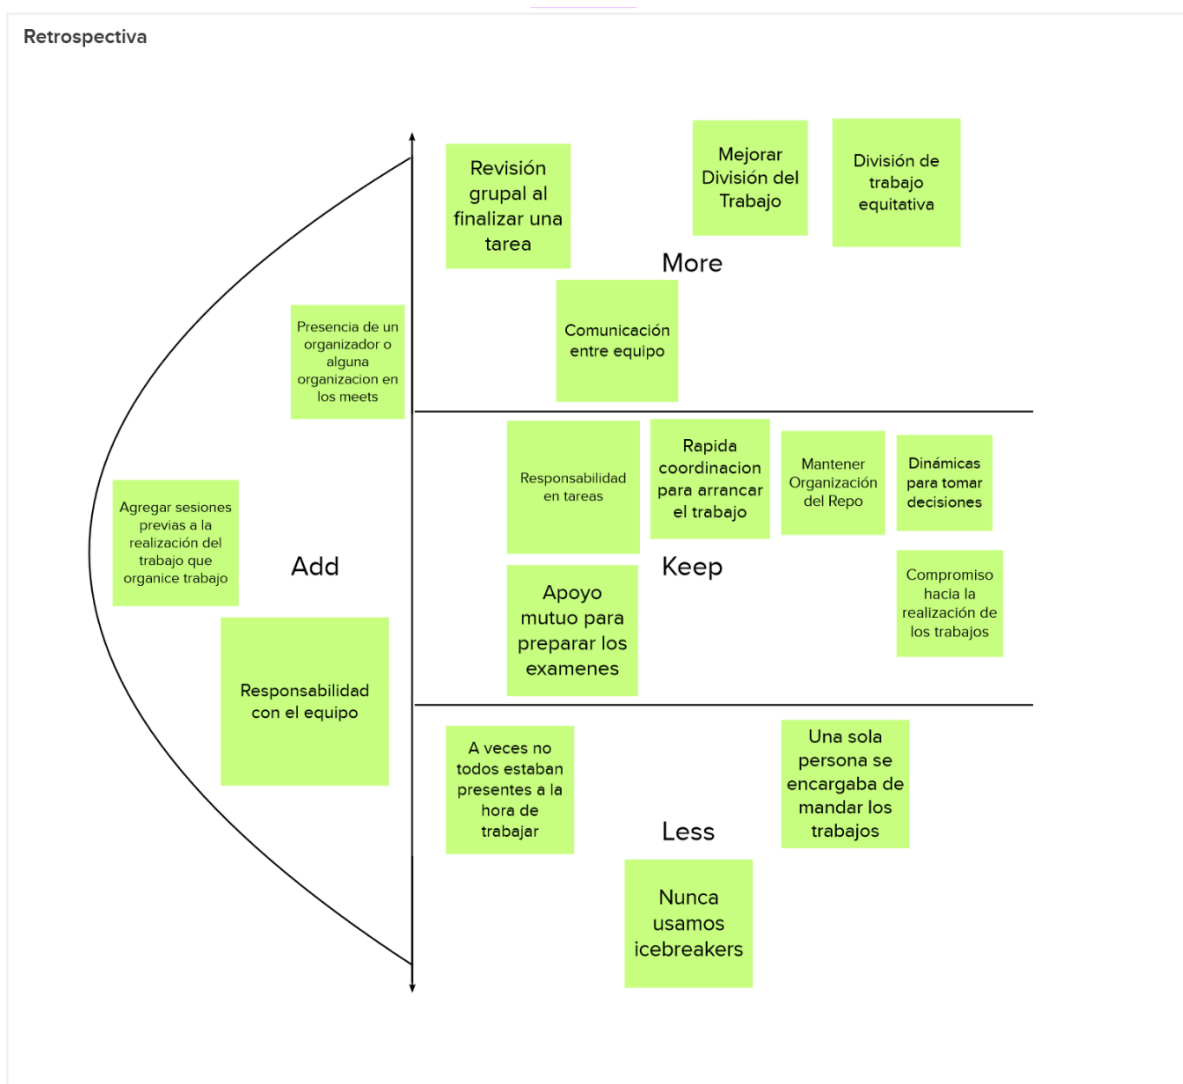 Retrospectiva
Revisión
grupal al
finalizar una
tarea
Mejorar
División del
Trabajo
División de
trabajo
equitativa
More
Comunicación
entre equipo
Presencia de un
organizador o
alguna
organizacion en
los meets
Agregar sesiones
previas a la
realización del
trabajo que
organice trabajo
Add
Responsabilidad
con el equipo
Responsabilidad
en tareas
Rapida
coordinacion
para arrancar
el trabajo
Mantener
Organización
del Repo
Dinámicas
para tomar
decisiones
Keep
Apoyo
mutuo para
preparar los
examenes
Compromiso
hacia la
realización de
los trabajos
A veces no
todos estaban
presentes a la
hora de
trabajar
Una sola
persona se
encargaba de
mandar los
trabajos
Less
Nunca
usamos
icebreakers